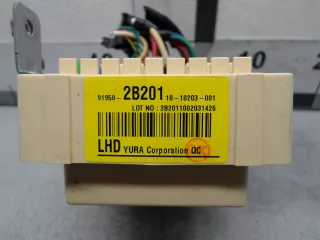 91950- 2B201 10-10203-001
LOT NO : 2B2011002031426
LHD YURA Corporation QC
10